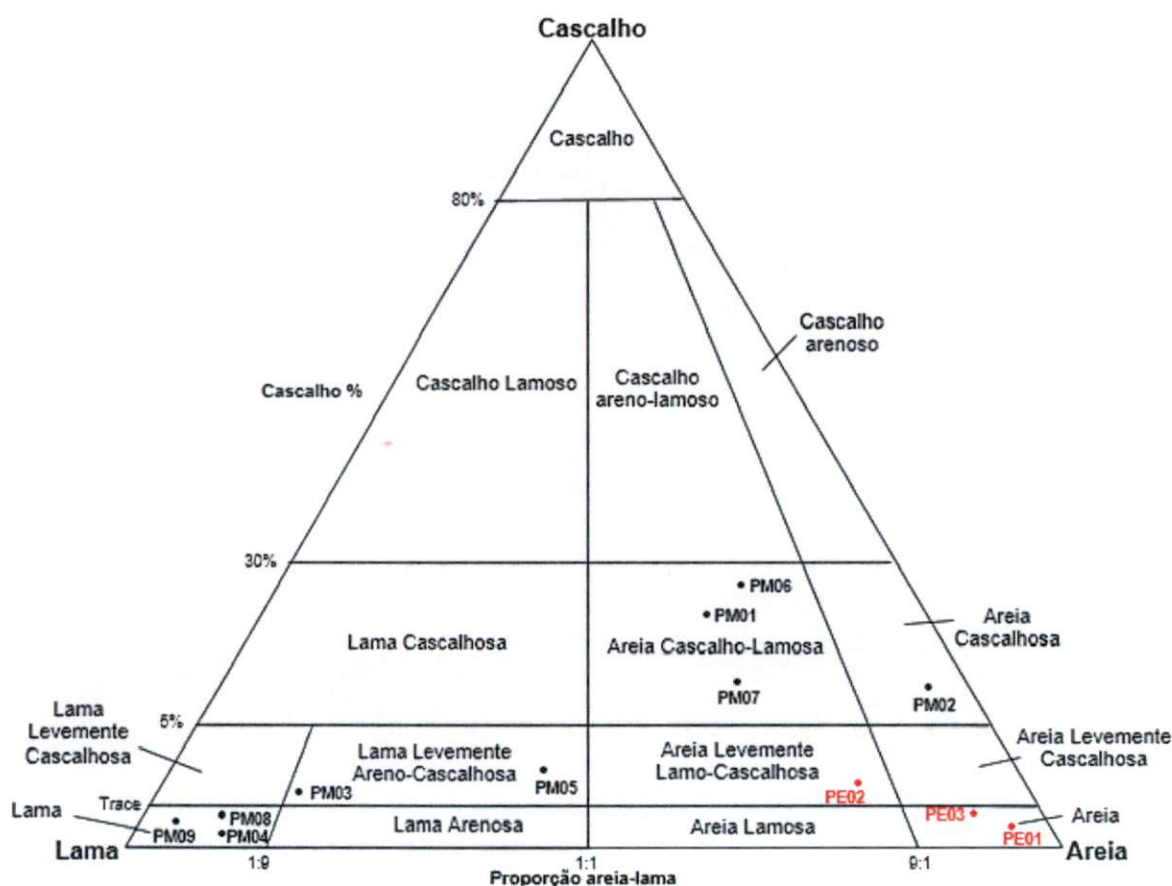 Cascalho
Cascalho
80%
Cascalho
arenoso
Cascalho %
Cascalho Lamoso
Cascalho
areno-lamoso
30%
PM06
PM01
Lama Cascalhosa
Areia Cascalho-Lamosa
Areia
Cascalhosa
PM07
PM02
Lama
Levemente
Cascalhosa
5%
Lama Levemente
Areno-Cascalhosa
Areia Levemente
Lamo-Cascalhosa
Areia Levemente
Cascalhosa
PM03
PM05
PE02
Trace
Lama
PM08
PM09
PM04
Lama Arenosa
Areia Lamosa
PE03
PE01
Areia
Lama
1:9
1:1
9:1
Areia
Proporção areia-lama